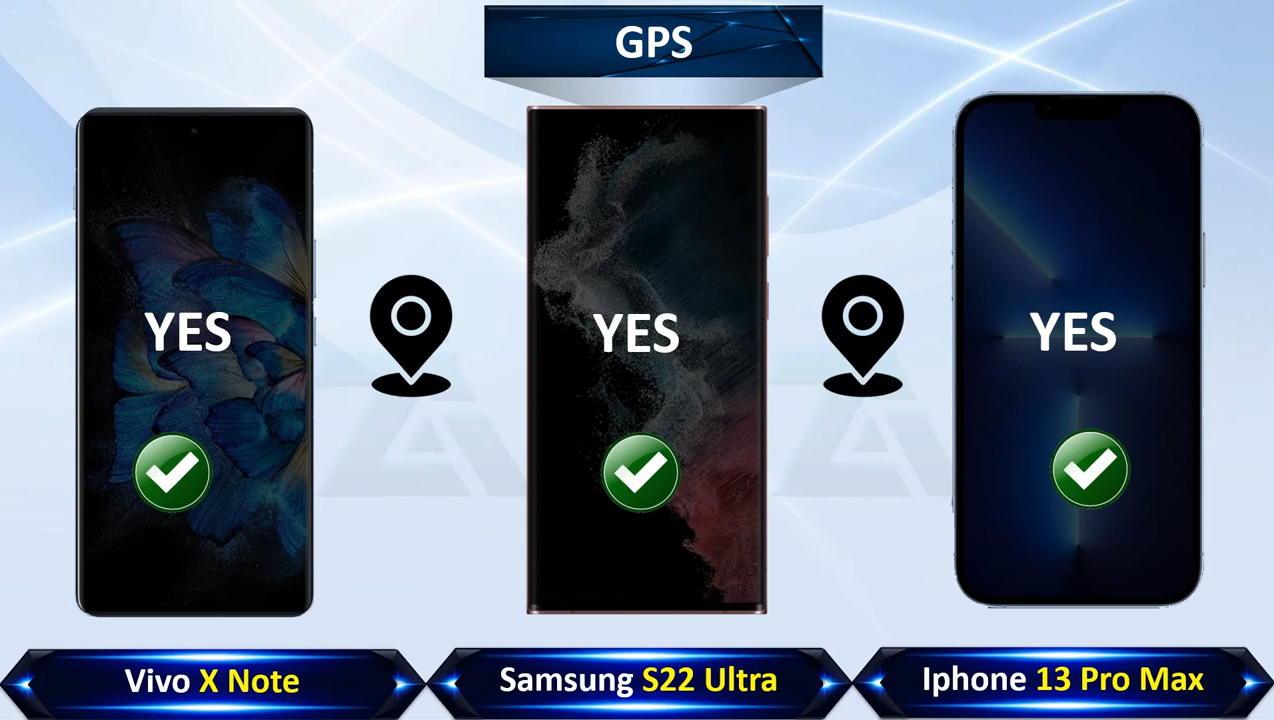 GPS
YES
YES
YES
Vivo X Note
Samsung S22 Ultra
Iphone 13 Pro Max